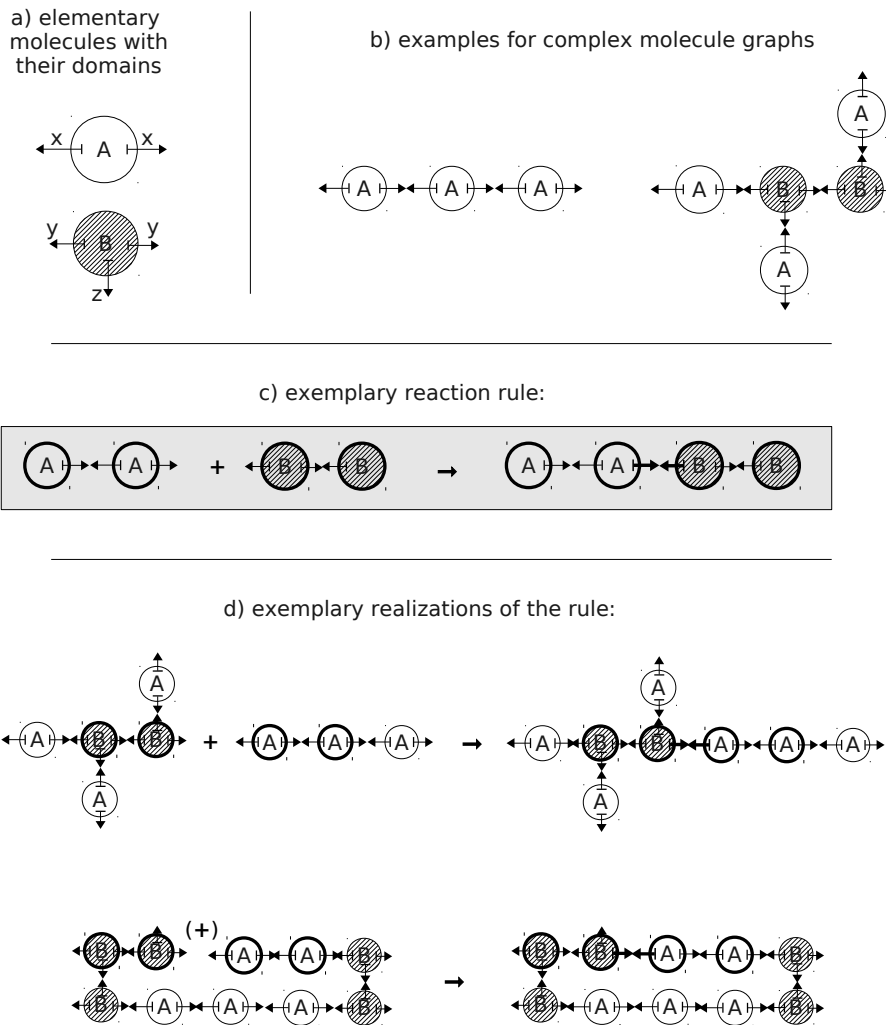 a) elementary
molecules with
their domains
b) examples for complex molecule graphs
x A x
y B y
z
A A A
A
A B B
A
c) exemplary reaction rule:
A A + B B → A A B B
d) exemplary realizations of the rule:
A
A B B + A A A → 
A
A
A B B A A A
A
B B (+) A A B
B A A A B
→
B B A A B
B A A A B